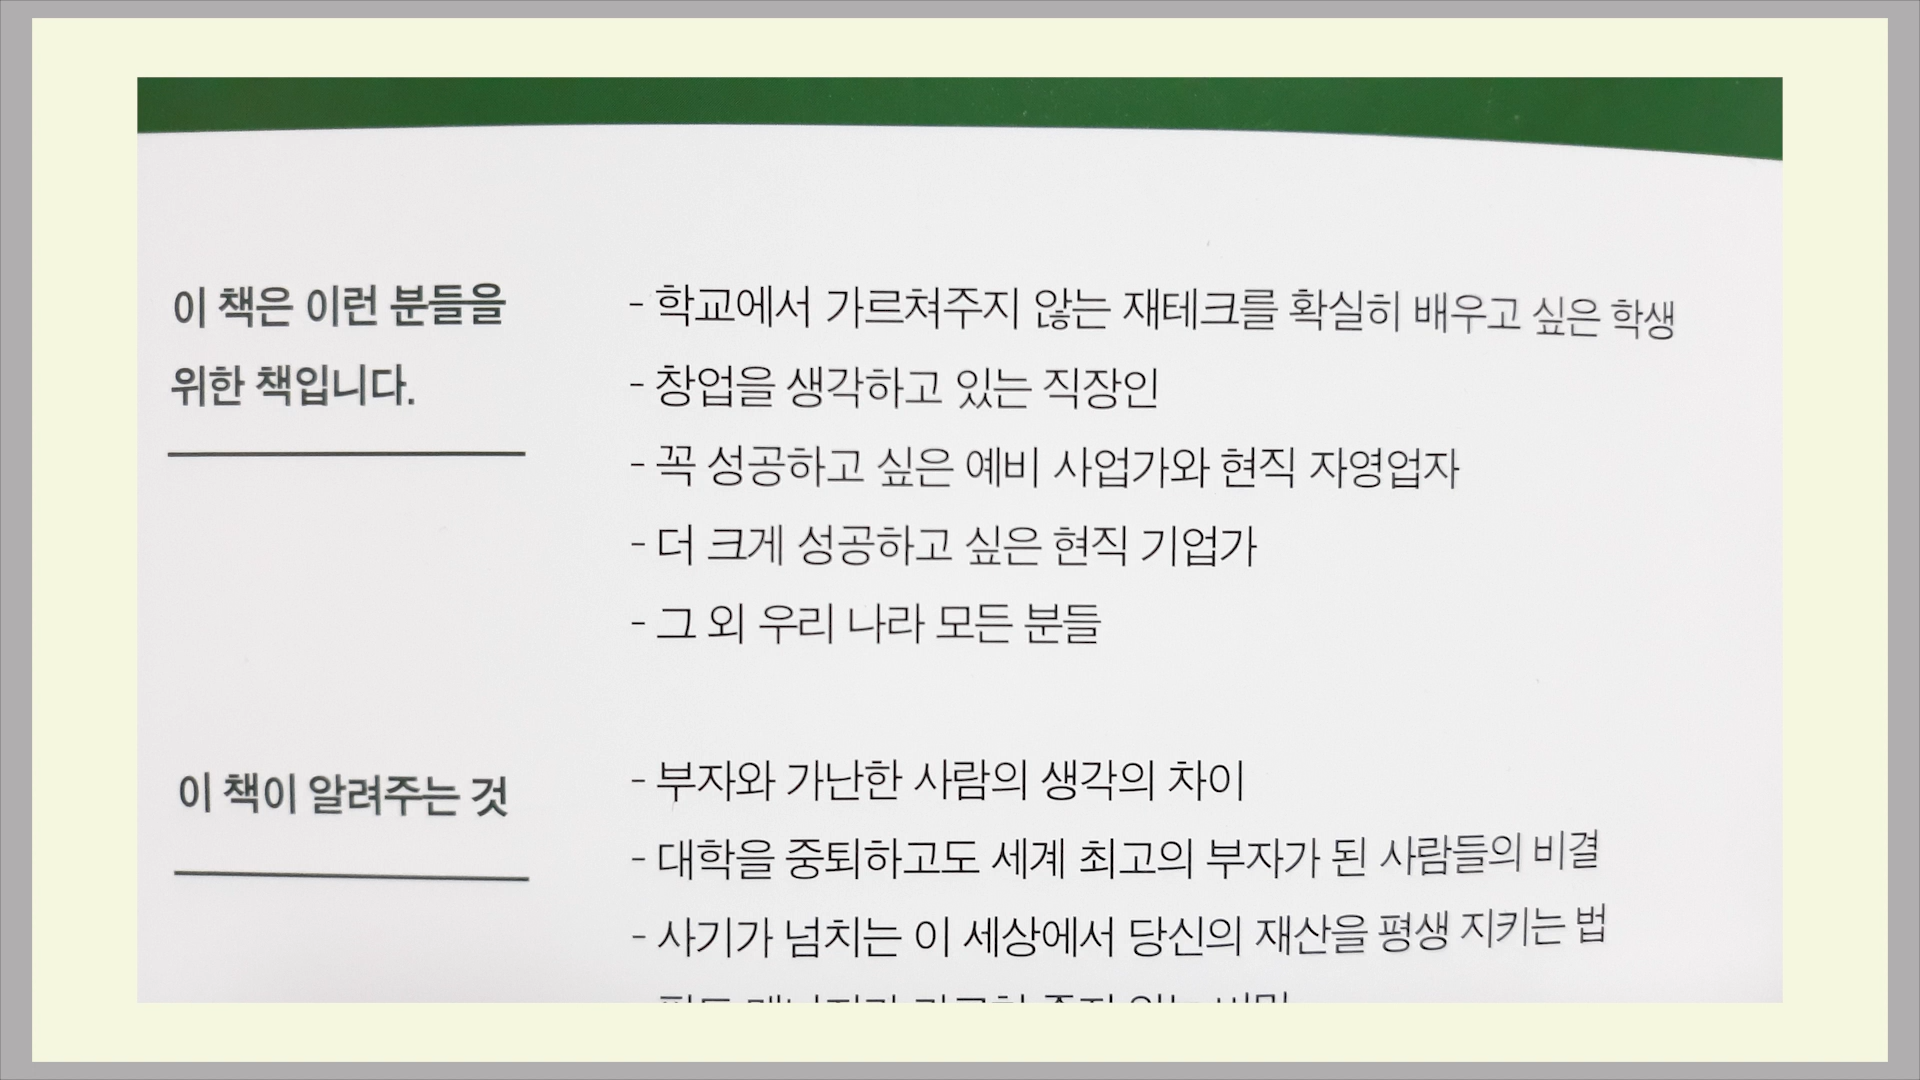 이 책은 이런 분들을
위한 책입니다.
- 학교에서 가르쳐주지 않는 재테크를 확실히 배우고 싶은 학생
- 창업을 생각하고 있는 직장인
- 꼭 성공하고 싶은 예비 사업가와 현직 자영업자
- 더 크게 성공하고 싶은 현직 기업가
- 그 외 우리 나라 모든 분들
이 책이 알려주는 것
- 부자와 가난한 사람의 생각의 차이
- 대학을 중퇴하고도 세계 최고의 부자가 된 사람들의 비결
- 사기가 넘치는 이 세상에서 당신의 재산을 평생 지키는 법